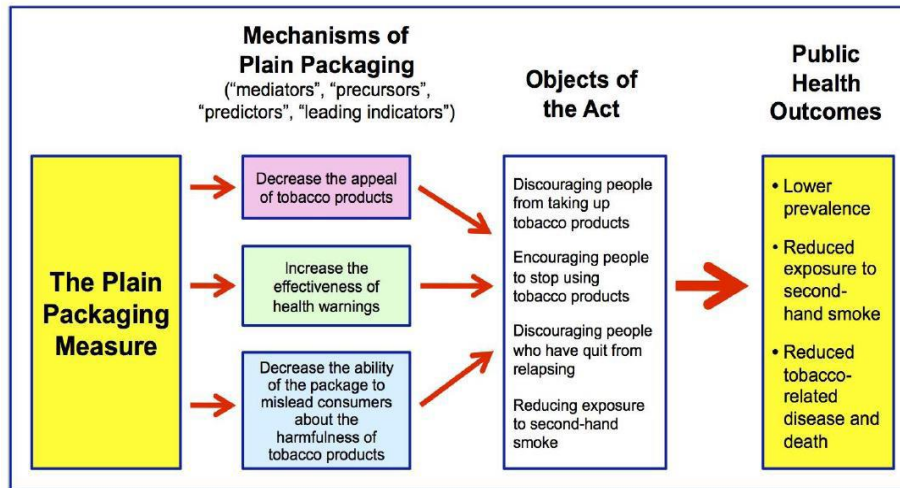 Mechanisms of
Plain Packaging
(“mediators”, “precursors”,
“predictors”, “leading indicators”)
Objects of
the Act
Public
Health
Outcomes
The Plain
Packaging
Measure
Decrease the appeal
of tobacco products
Increase the
effectiveness of
health warnings
Decrease the ability
of the package to
mislead consumers
about the
harmfulness of
tobacco products
Discouraging people
from taking up
tobacco products
Encouraging people
to stop using
tobacco products
Discouraging people
who have quit from
relapsing
Reducing exposure
to second-hand
smoke
• Lower
prevalence
• Reduced
exposure to
second-
hand smoke
• Reduced
tobacco-
related
disease and
death